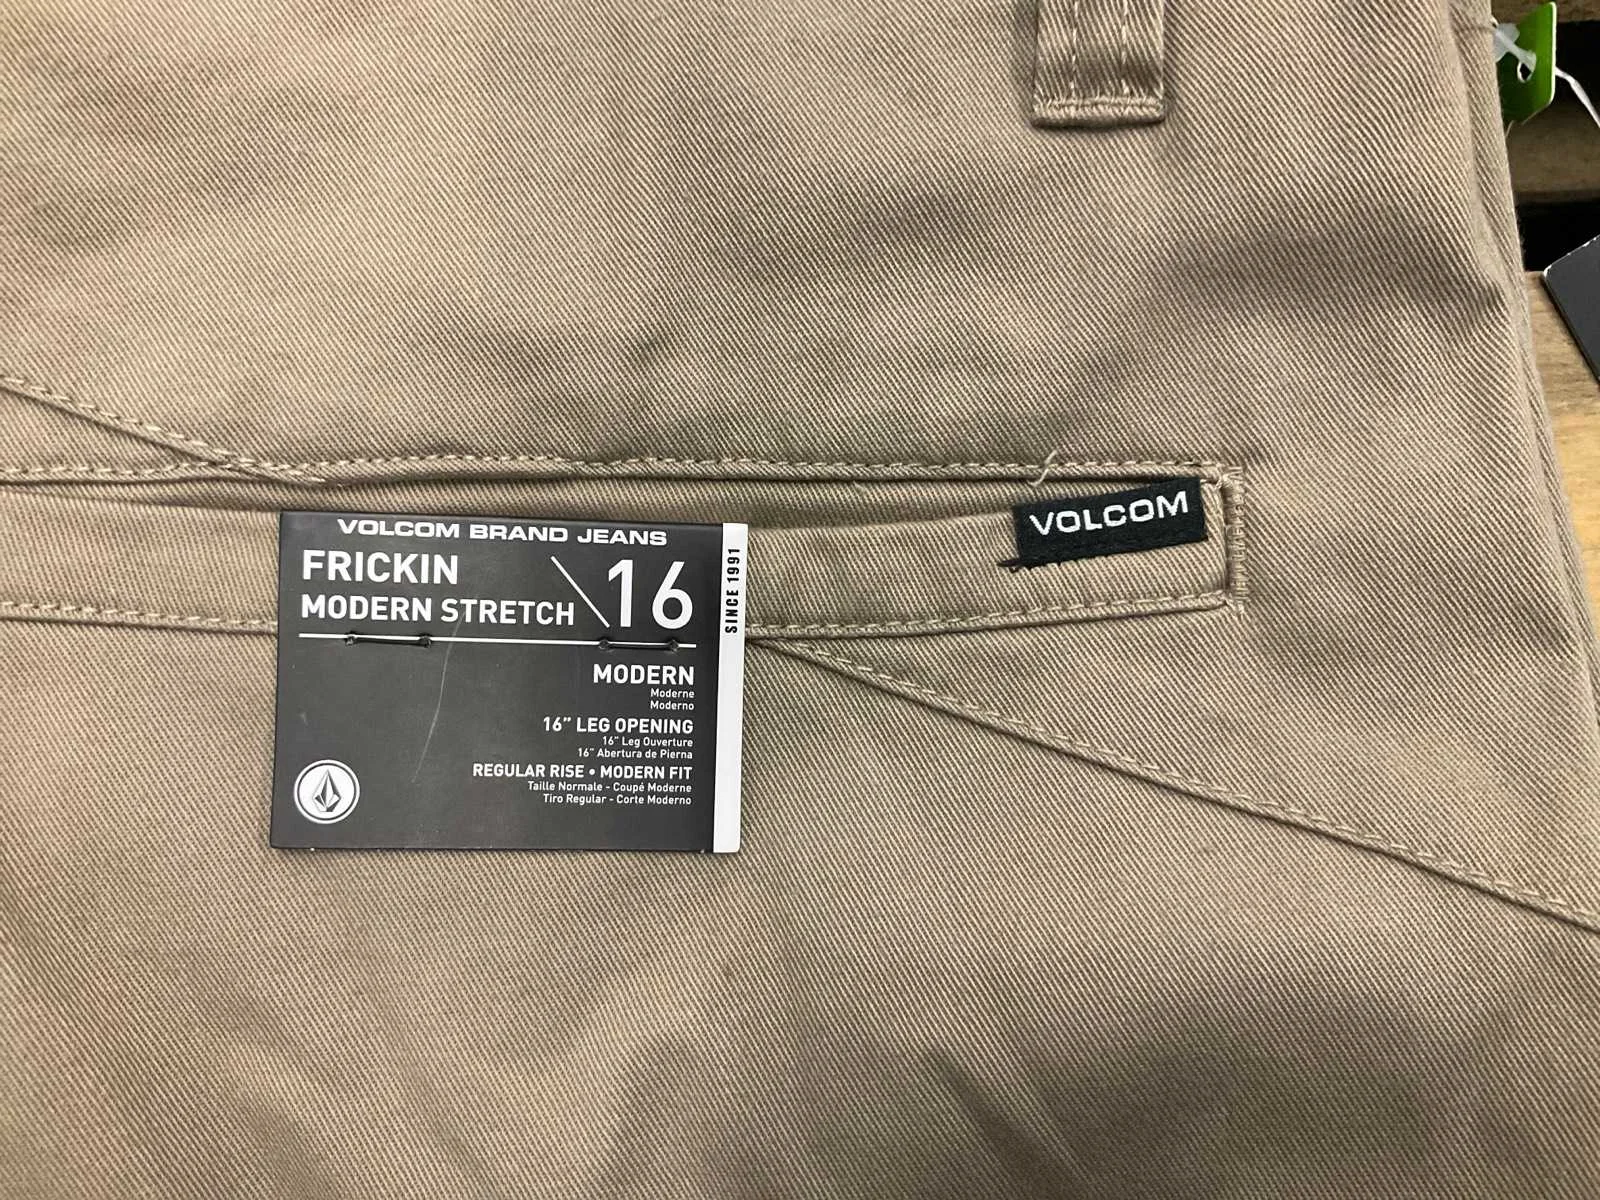 VOLCOM
VOLCOM BRAND JEANS
FRICKIN
MODERN STRETCH
16
SINCE 1991
MODERN
Moderne
Moderno
16" LEG OPENING
16" Leg Ouverture
16" Abertura de Pierna
REGULAR RISE • MODERN FIT
Taille Normale - Coupé Moderne
Tiro Regular - Corte Moderno